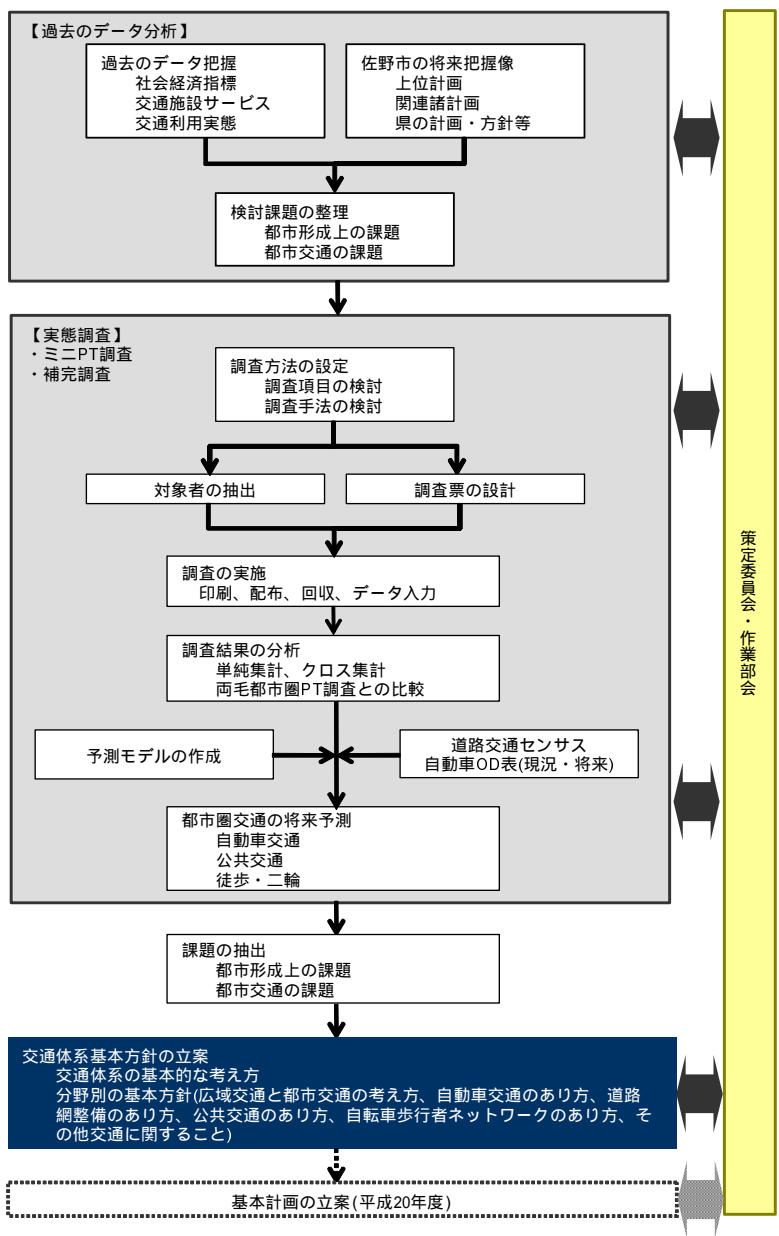 【過去のデータ分析】
過去のデータ把握
社会経済指標
交通施設サービス
交通利用実態
佐野市の将来把握像
上位計画
関連諸計画
県の計画・方針等
検討課題の整理
都市形成上の課題
都市交通の課題
【実態調査】
・ミニPT調査
・補完調査
調査方法の設定
調査項目の検討
調査手法の検討
対象者の抽出
調査票の設計
調査の実施
印刷、配布、回収、データ入力
調査結果の分析
単純集計、クロス集計
両毛都市圏PT調査との比較
予測モデルの作成
道路交通センサス
自動車OD表(現況・将来)
都市圏交通の将来予測
自動車交通
公共交通
徒歩・二輪
課題の抽出
都市形成上の課題
都市交通の課題
交通体系基本方針の立案
交通体系の基本的な考え方
分野別の基本方針(広域交通と都市交通の考え方、自動車交通のあり方、道路
網整備のあり方、公共交通のあり方、自転車歩行者ネットワークのあり方、そ
の他交通に関すること)
基本計画の立案(平成20年度)
策定委員会・作業部会